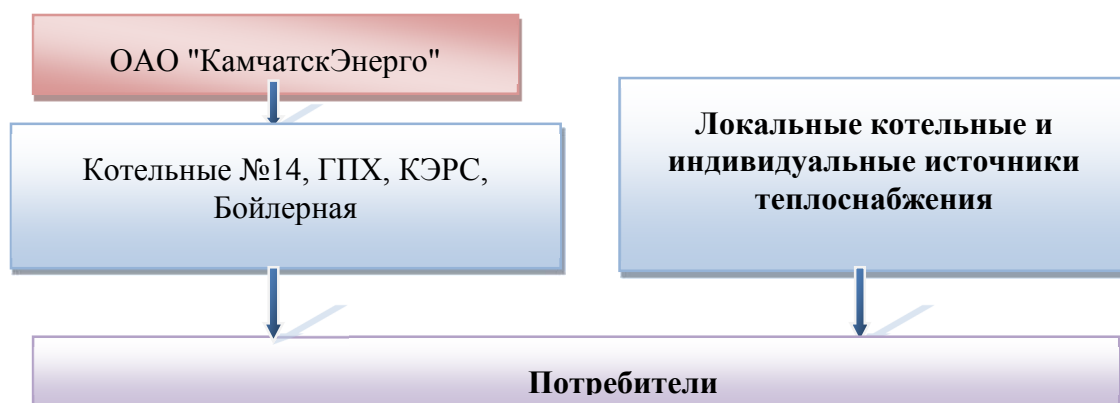 ОАО "КамчатскЭнерго"
Котельные №14, ГПХ, КЭРС,
Бойлерная
Локальные котельные и
индивидуальные источники
теплоснабжения
Потребители